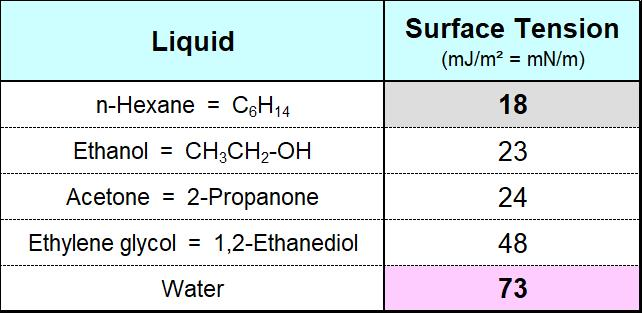 Liquid
Surface Tension
(mJ/m² = mN/m)
n-Hexane = C₆H₁₄
18
Ethanol = CH₃CH₂-OH
23
Acetone = 2-Propanone
24
Ethylene glycol = 1,2-Ethanediol
48
Water
73